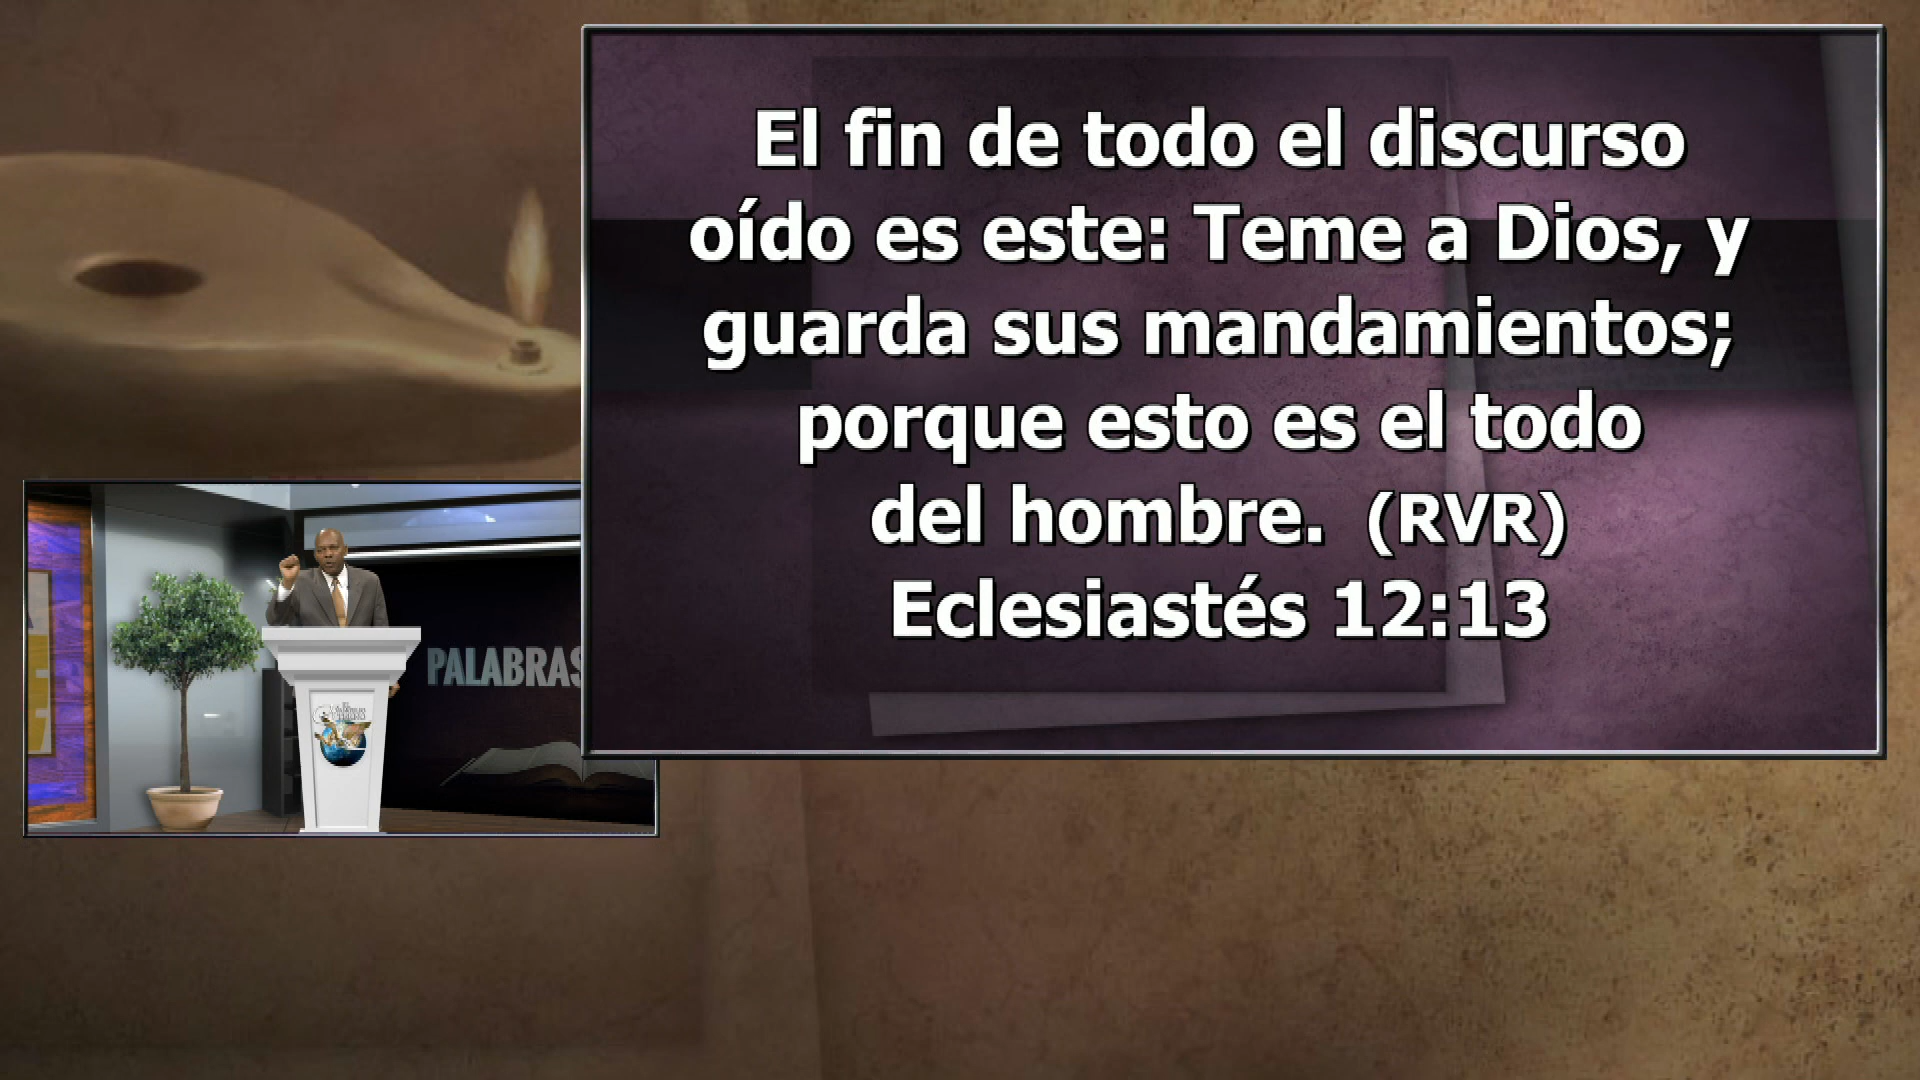 El fin de todo el discurso
oído es este: Teme a Dios, y
guarda sus mandamientos;
porque esto es el todo
del hombre. (RVR)
Eclesiastés 12:13
PALABRAS